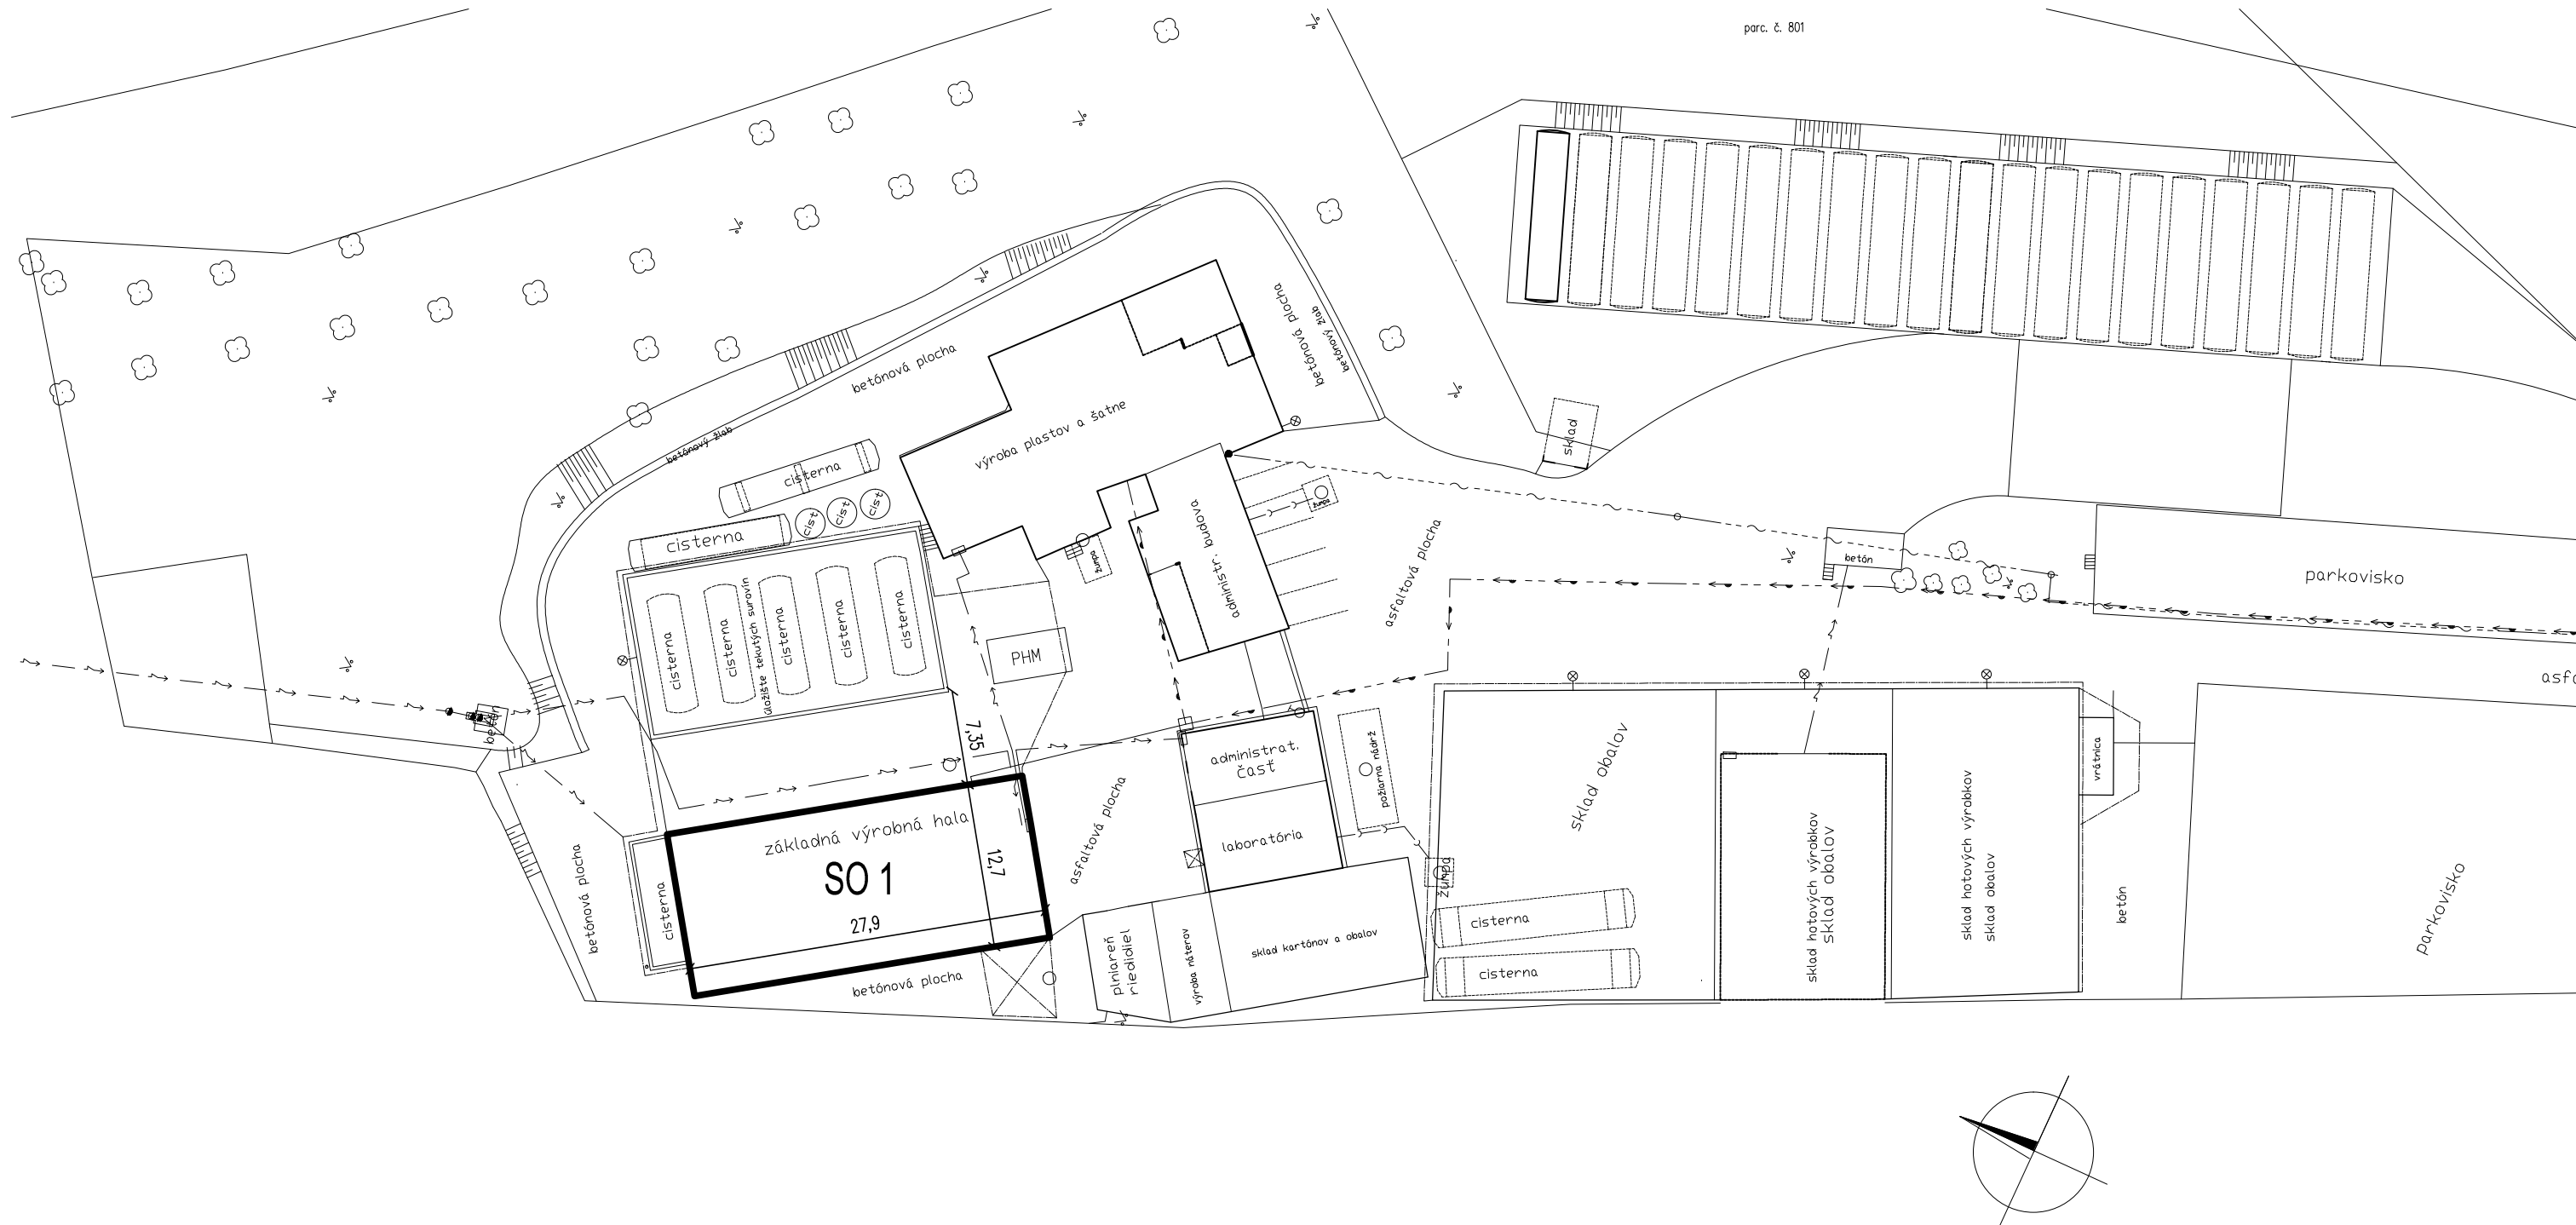 parc. č. 801
betónová plocha
betónový žlab
betónová plocha
betónový žlab
výroba plastov a šatne
sklad
cisterna
cist
cist
cist
cisterna
žumpa
žumpa
administr. budova
asfaltová plocha
betón
parkovisko
cisterna
cisterna
úložište tekutých surovín
cisterna
cisterna
cisterna
PHM
asfa
7,35
administrat.
časť
požiarna nádrž
sklad obalov
vrátnica
základná výrobná hala
SO 1
27,9
12,7
asfaltová plocha
laboratória
žumpa
cisterna
cisterna
sklad hotových výrobkov
sklad obalov
sklad hotových výrobkov
sklad obalov
betón
parkovisko
betónová plocha
cisterna
betónová plocha
plniareň
riedidiel
výroba náterov
sklad kartónov a obalov